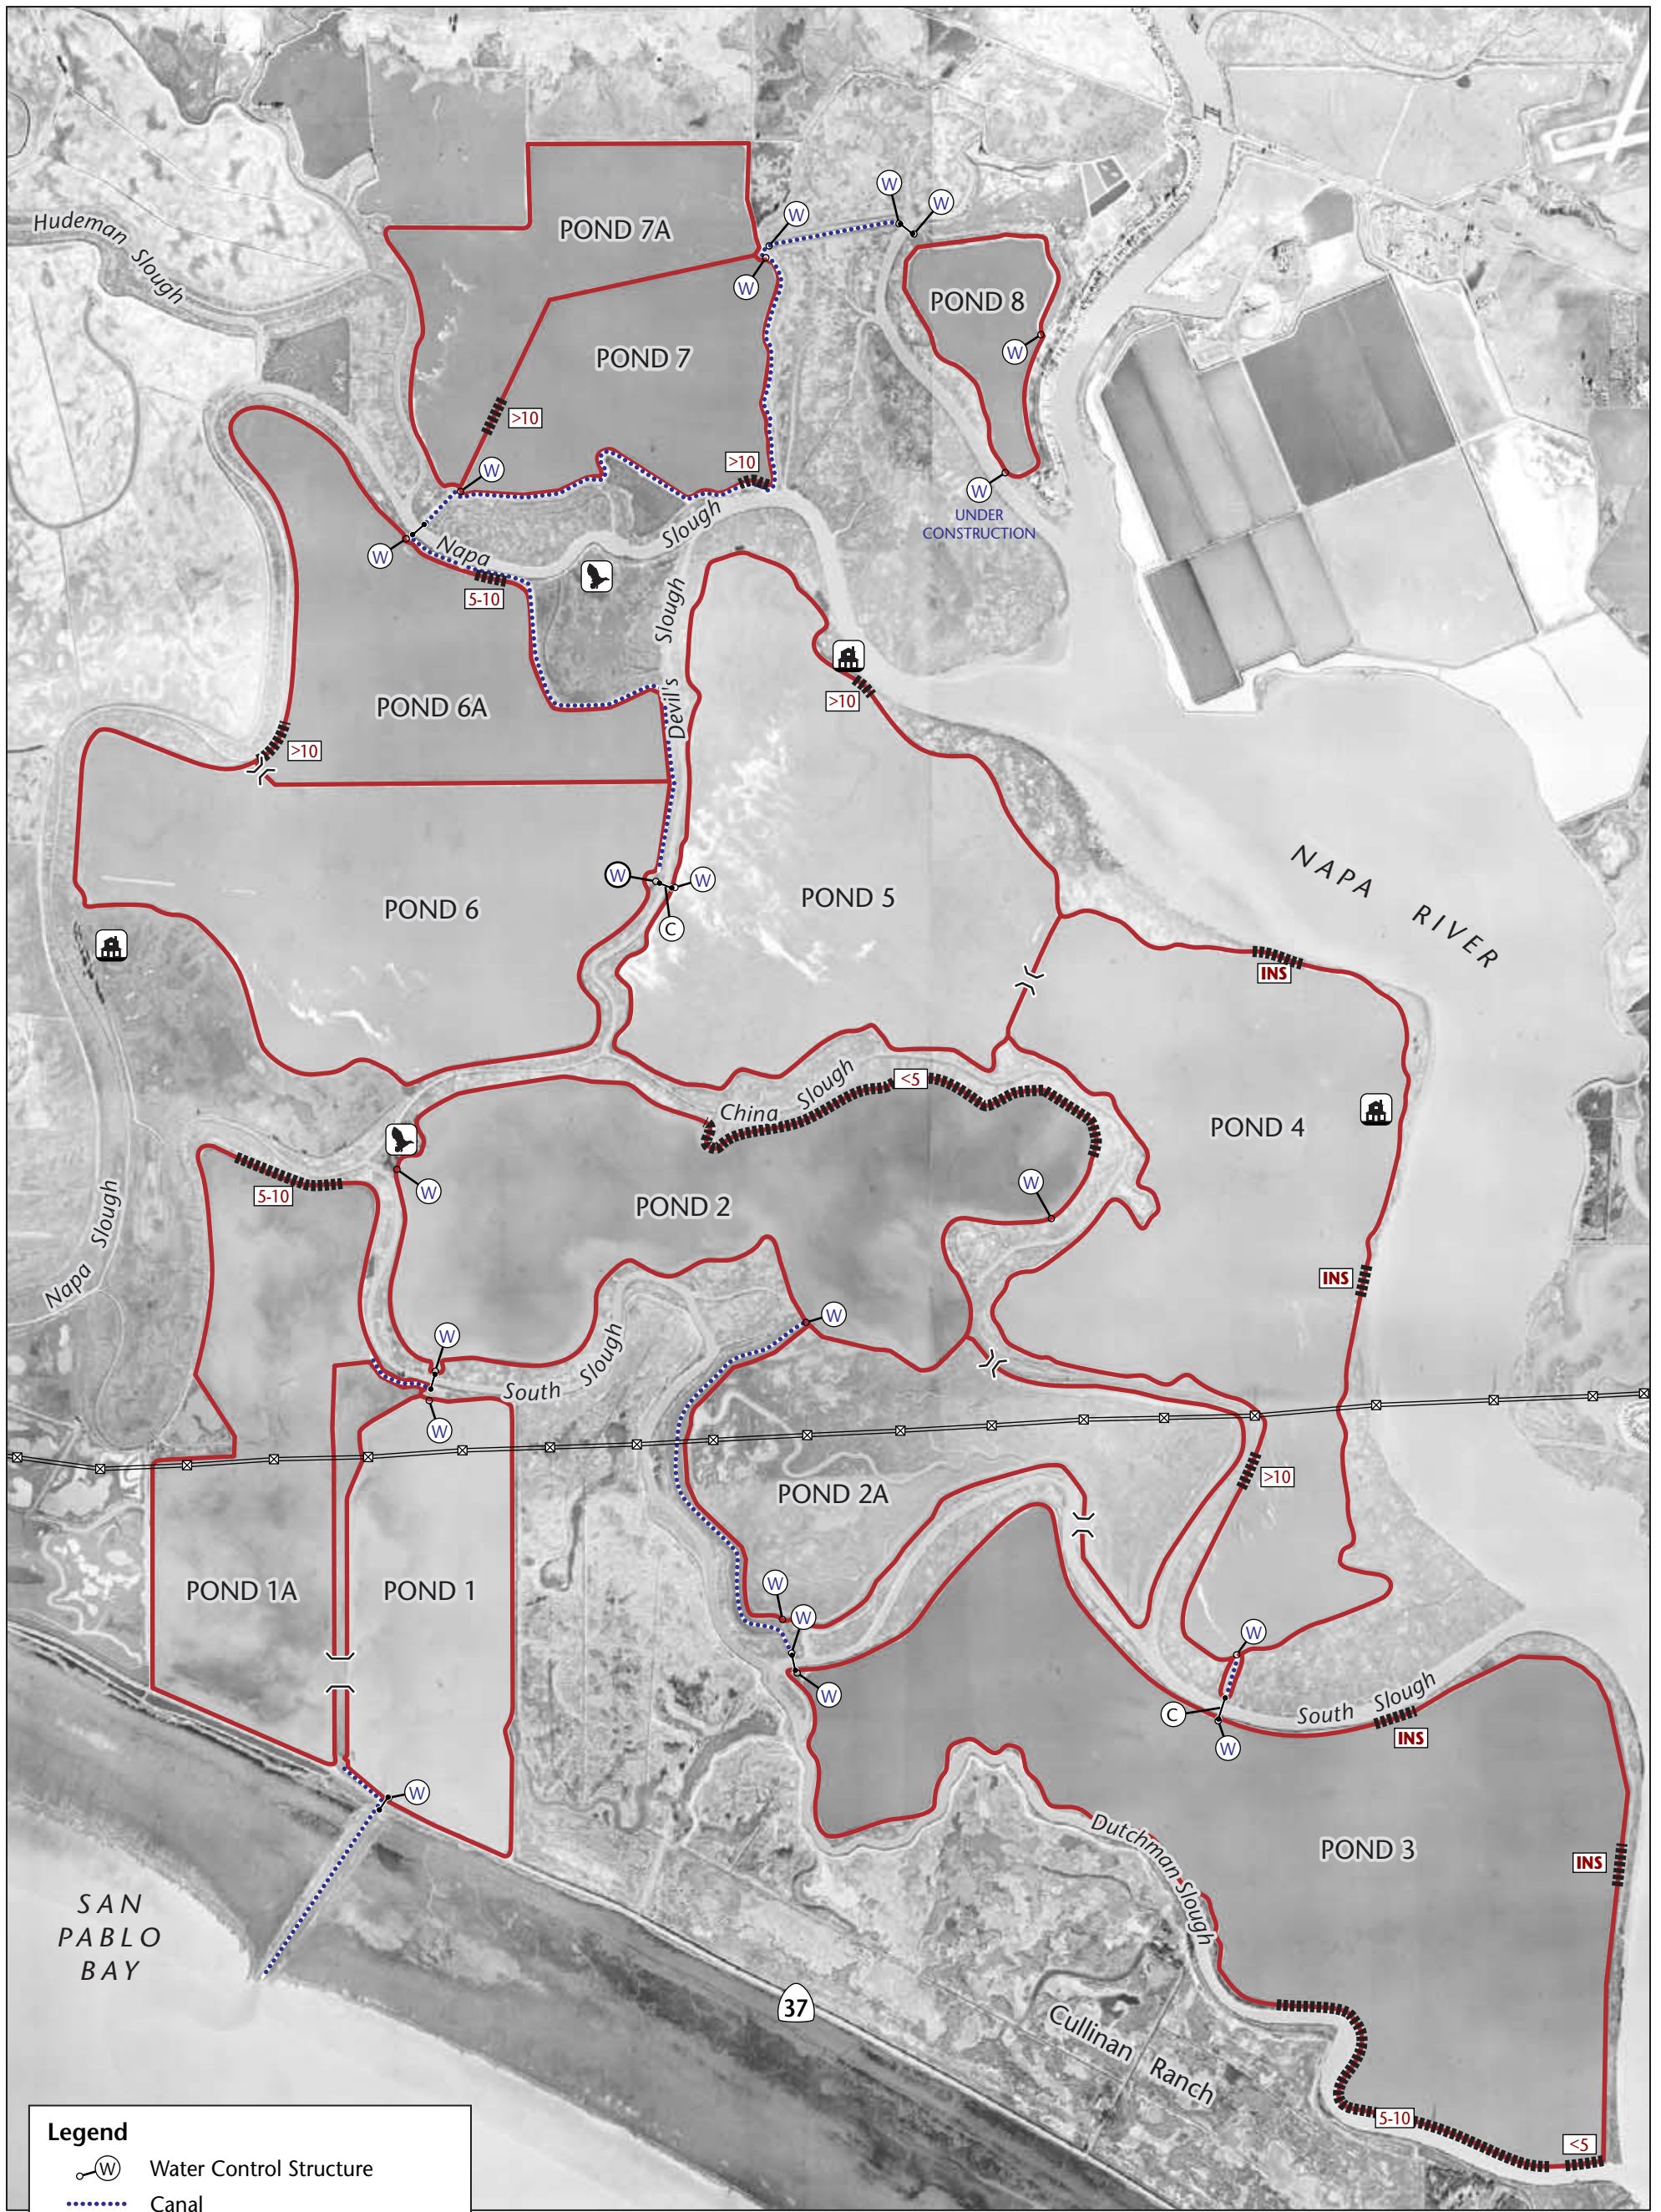 W
W
W
POND 7A
Hudeman Slough
W
POND 8
W
POND 7
>10
>10
W
W
UNDER
CONSTRUCTION
W
Napa Slough
5-10
Devil's Slough
>10
POND 6A
>10
NAPA RIVER
W
W
C
POND 5
POND 6
INS
<5
China Slough
POND 4
W
5-10
W
POND 2
Napa Slough
INS
W
W
South Slough
W
>10
POND 2A
W
POND 1A
POND 1
W
W
W
South Slough
C
INS
W
W
Dutchman Slough
POND 3
INS
SAN
PABLO
BAY
37
Cullinan Ranch
5-10
<5
Legend
W Water Control Structure
Canal